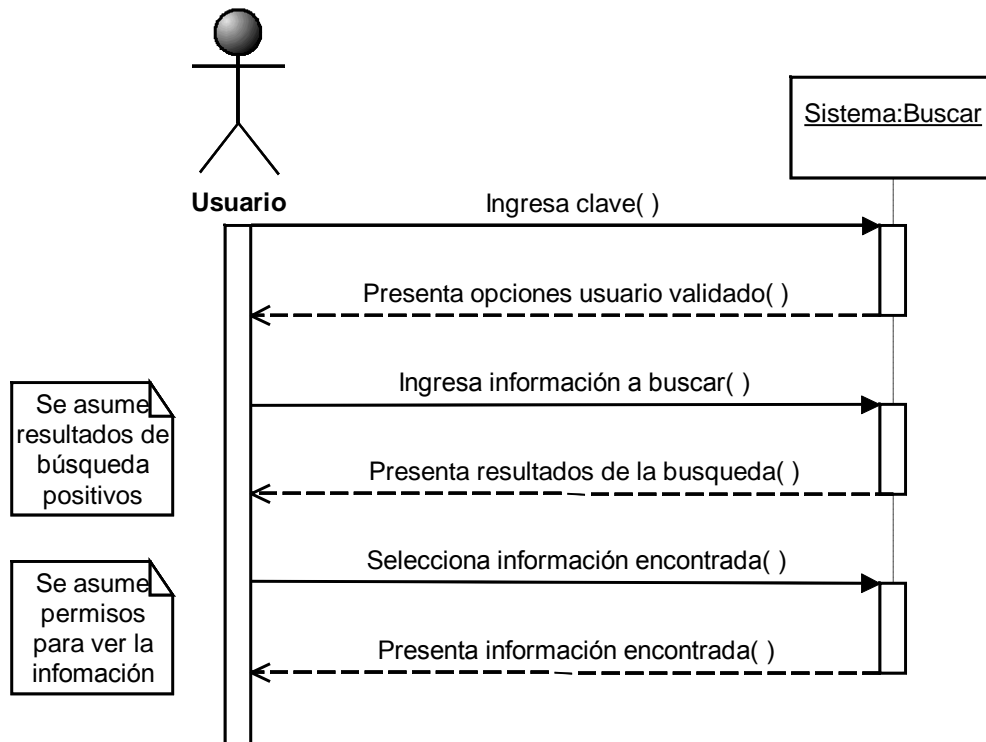 Sistema:Buscar
Usuario
Ingresa clave( )
Presenta opciones usuario validado( )
Ingresa información a buscar( )
Se asume
resultados de
búsqueda
positivos
Presenta resultados de la busqueda( )
Selecciona información encontrada( )
Se asume
permisos
para ver la
infomación
Presenta información encontrada( )